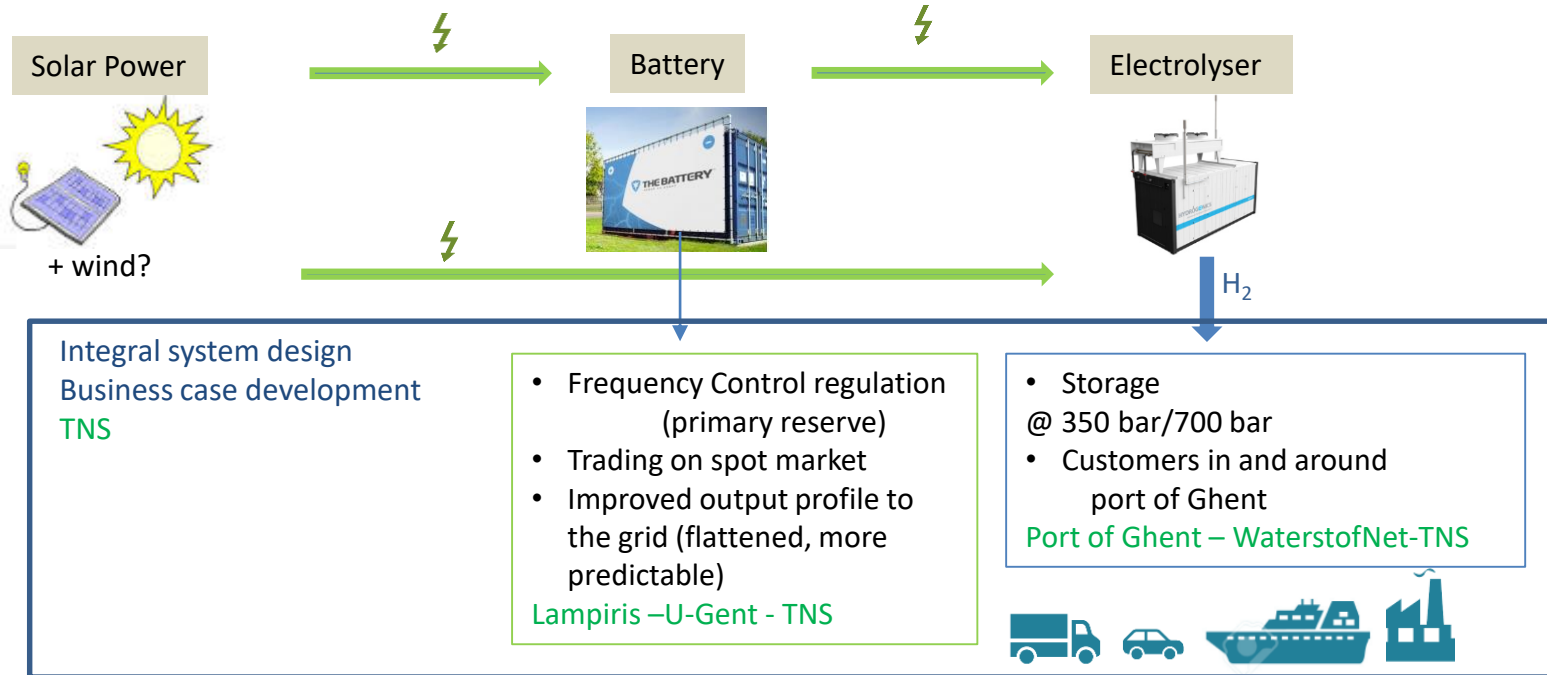 Solar Power
Battery
Electrolyser
THE BATTERY
+ wind?
H₂
Integral system design
Business case development
TNS
• Frequency Control regulation
(primary reserve)
• Trading on spot market
• Improved output profile to
the grid (flattened, more
predictable)
Lampiris –U-Gent - TNS
• Storage
@ 350 bar/700 bar
• Customers in and around
port of Ghent
Port of Ghent – WaterstofNet-TNS